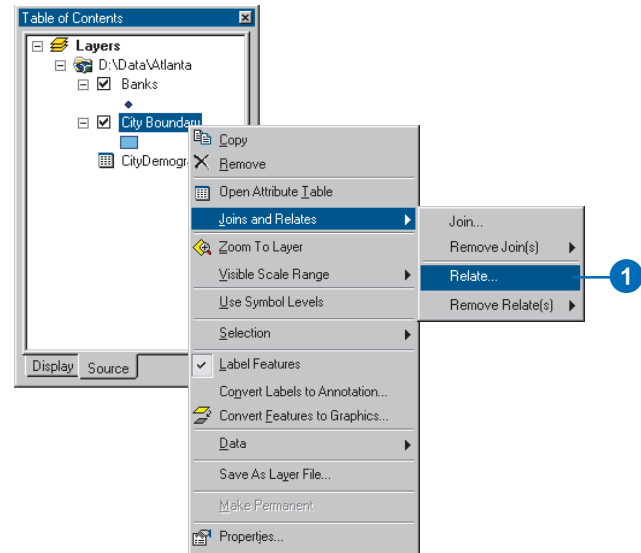 Table of Contents
Layers
D:\Data\Atlanta
Banks
City Boundary
Copy
Remove
Open Attribute Table
Joins and Relates
Zoom To Layer
Visible Scale Range
Use Symbol Levels
Selection
Label Features
Convert Labels to Annotation...
Convert Features to Graphics...
Data
Save As Layer File...
Make Permanent
Properties...
Join...
Remove Join(s)
Relate...
Remove Relate(s)
1
Display
Source